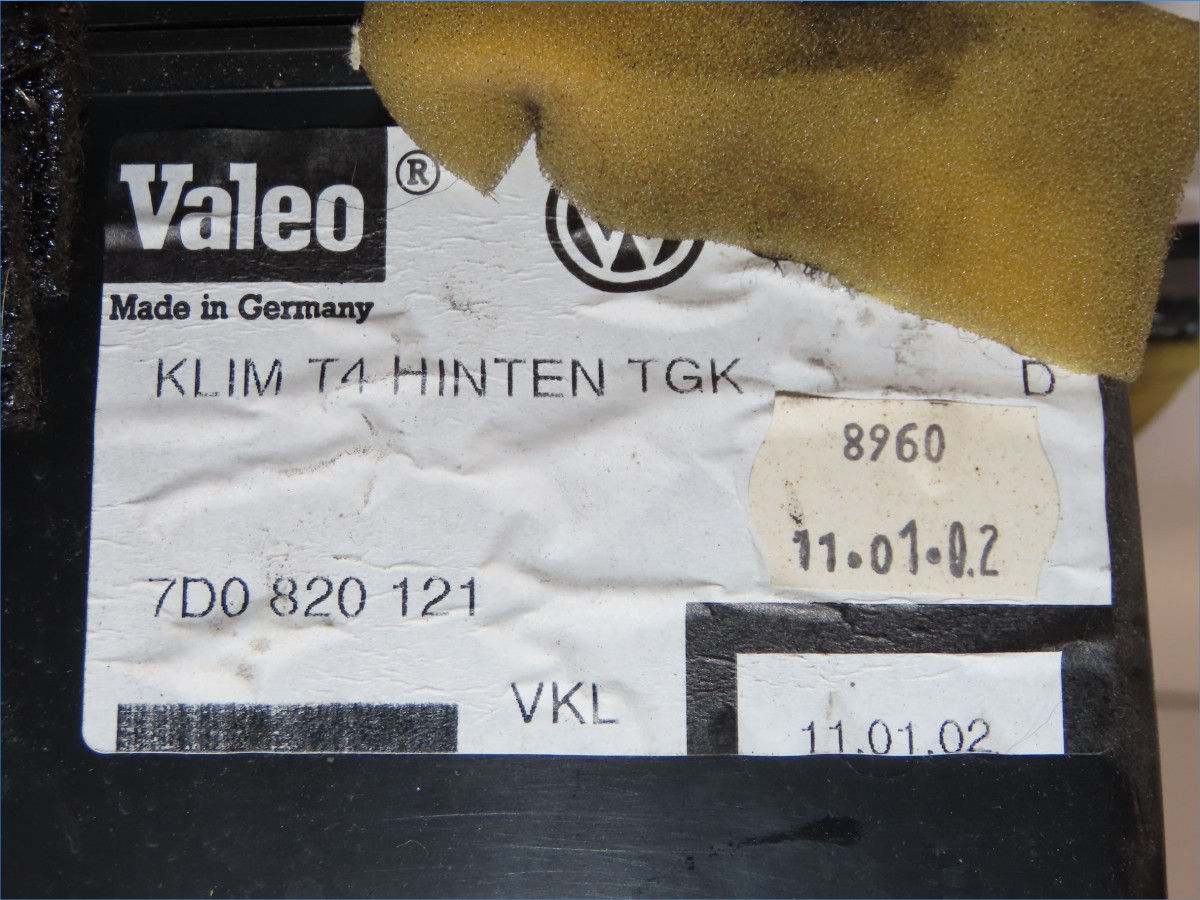 Valeo ®
Made in Germany
KLIM T4 HINTEN TGK D
8960
11.01.02
7D0 820 121
VKL
11.01.02